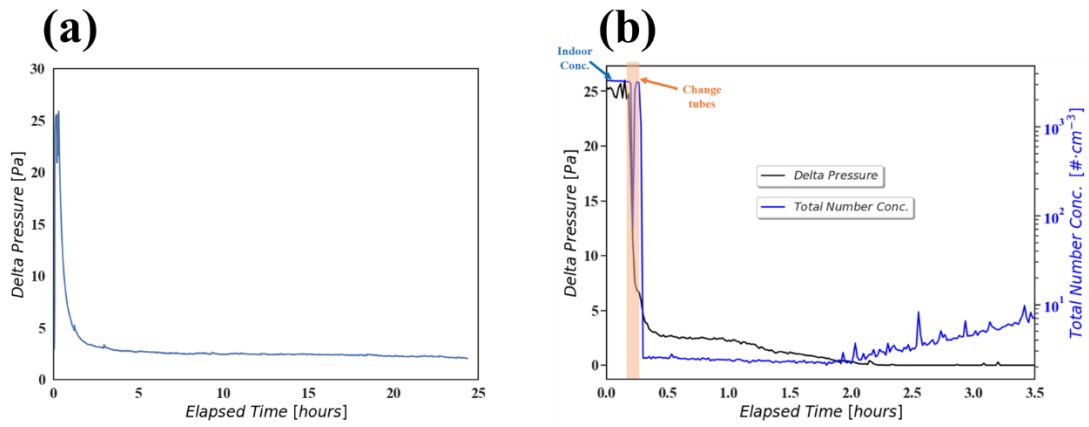 (a)
30
25
20
15
10
5
0
Delta Pressure [Pa]
0 5 10 15 20 25
Elapsed Time [hours]
(b)
Indoor
Conc.
Change
tubes
25
20
15
10
5
0
Delta Pressure [Pa]
Delta Pressure
Total Number Conc.
10³
10²
10¹
Total Number Conc. [#·cm⁻³]
0.0 0.5 1.0 1.5 2.0 2.5 3.0 3.5
Elapsed Time [hours]